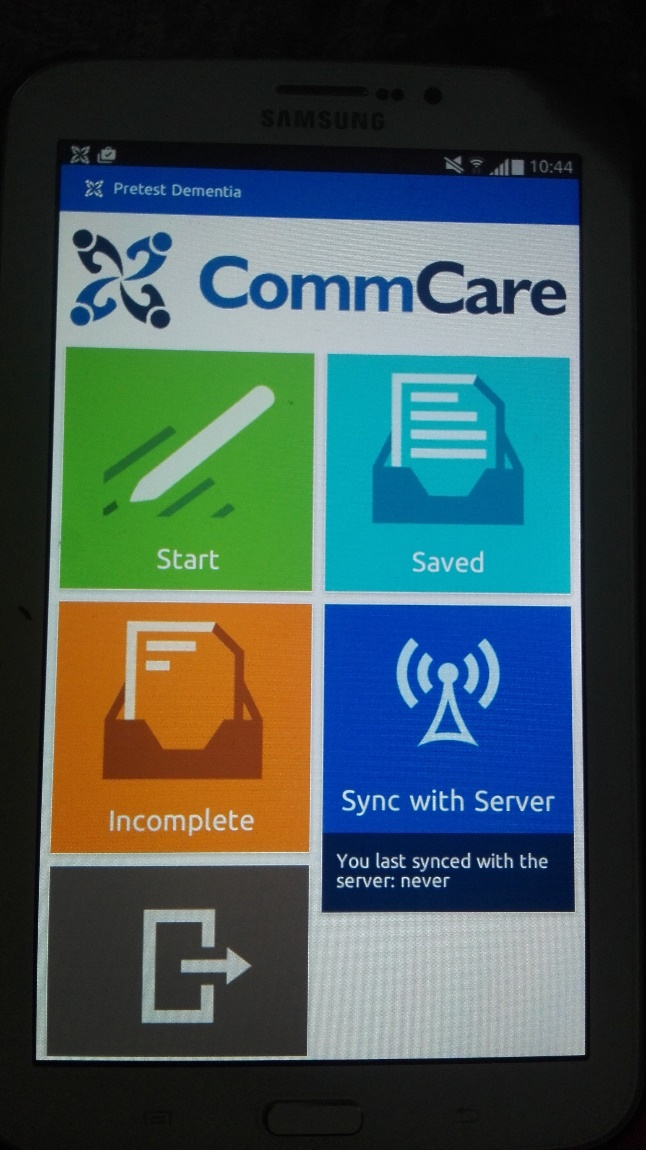 SAMSUNG
10:44
Pretest Dementia
CommCare
Start
Saved
Incomplete
Sync with Server
You last synced with the
server: never